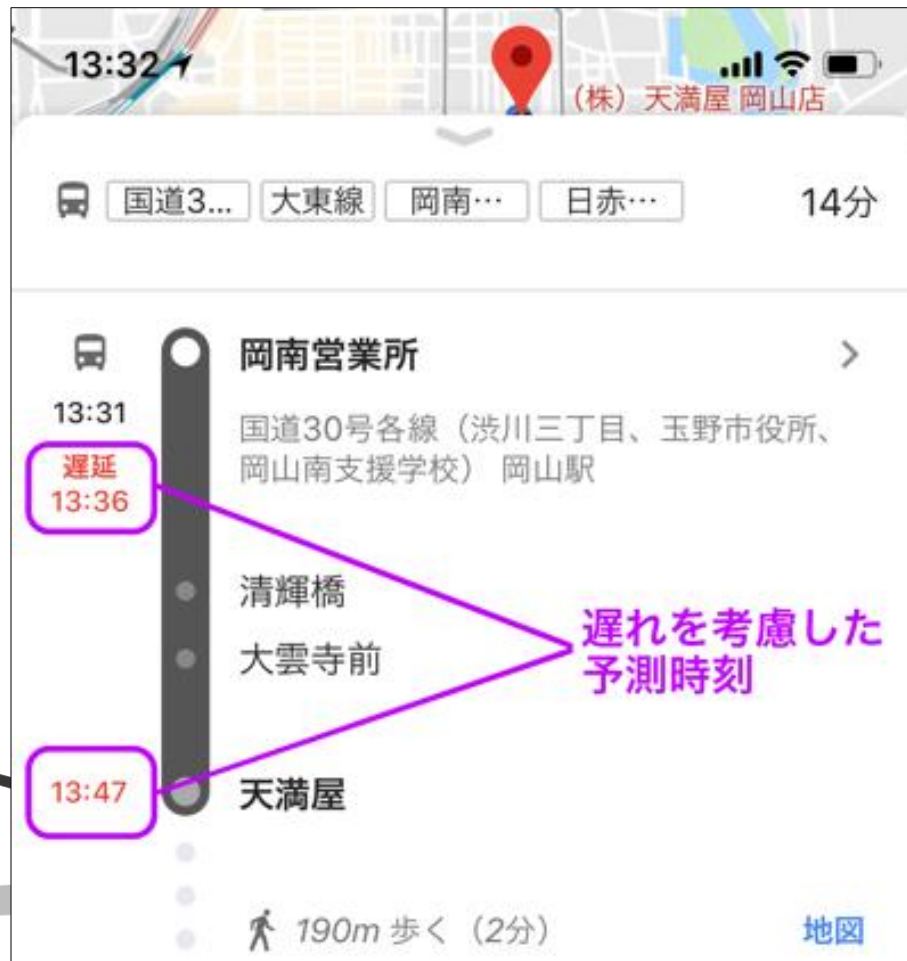 13:32
(株) 天満屋 岡山店
国道3... 大東線 岡南… 日赤… 14分
岡南営業所
13:31
国道30号各線（渋川三丁目、玉野市役所、
岡山南支援学校） 岡山駅
遅延
13:36
清輝橋
大雲寺前
遅れを考慮した
予測時刻
13:47
天満屋
190m 歩く（2分）
地図